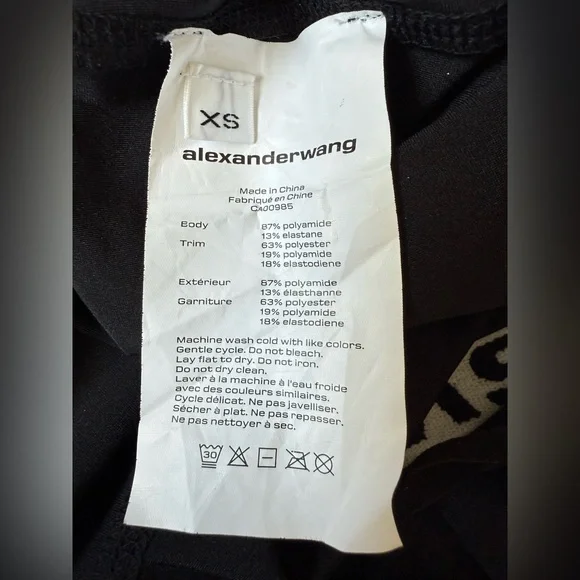 XS
alexanderwang
Made in China
Fabriqué en Chine
CA00985
Body 87% polyamide
13% elastane
Trim 63% polyester
19% polyamide
18% elastodiene
Extérieur 87% polyamide
13% élasthanne
Garniture 63% polyester
19% polyamide
18% elastodiene
Machine wash cold with like colors.
Gentle cycle. Do not bleach.
Lay flat to dry. Do not iron.
Do not dry clean.
Laver à la machine à l'eau froide
avec des couleurs similaires.
Cycle délicat. Ne pas javelliser.
Sécher à plat. Ne pas repasser.
Ne pas nettoyer à sec.
30